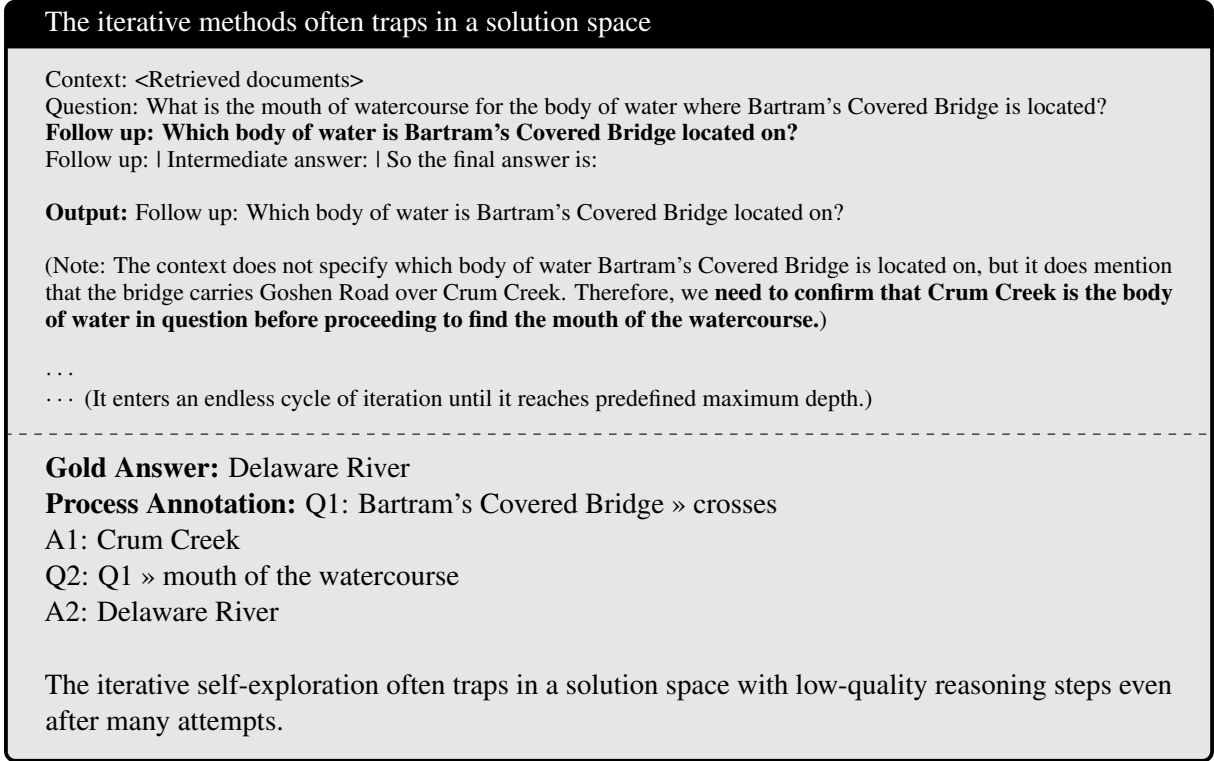 The iterative methods often traps in a solution space
Context: <Retrieved documents>
Question: What is the mouth of watercourse for the body of water where Bartram's Covered Bridge is located?
Follow up: Which body of water is Bartram's Covered Bridge located on?
Follow up: | Intermediate answer: | So the final answer is:
Output: Follow up: Which body of water is Bartram's Covered Bridge located on?
(Note: The context does not specify which body of water Bartram's Covered Bridge is located on, but it does mention
that the bridge carries Goshen Road over Crum Creek. Therefore, we need to confirm that Crum Creek is the body
of water in question before proceeding to find the mouth of the watercourse.)
· · ·
· · · (It enters an endless cycle of iteration until it reaches predefined maximum depth.)
Gold Answer: Delaware River
Process Annotation: Q1: Bartram's Covered Bridge » crosses
A1: Crum Creek
Q2: Q1 » mouth of the watercourse
A2: Delaware River
The iterative self-exploration often traps in a solution space with low-quality reasoning steps even
after many attempts.